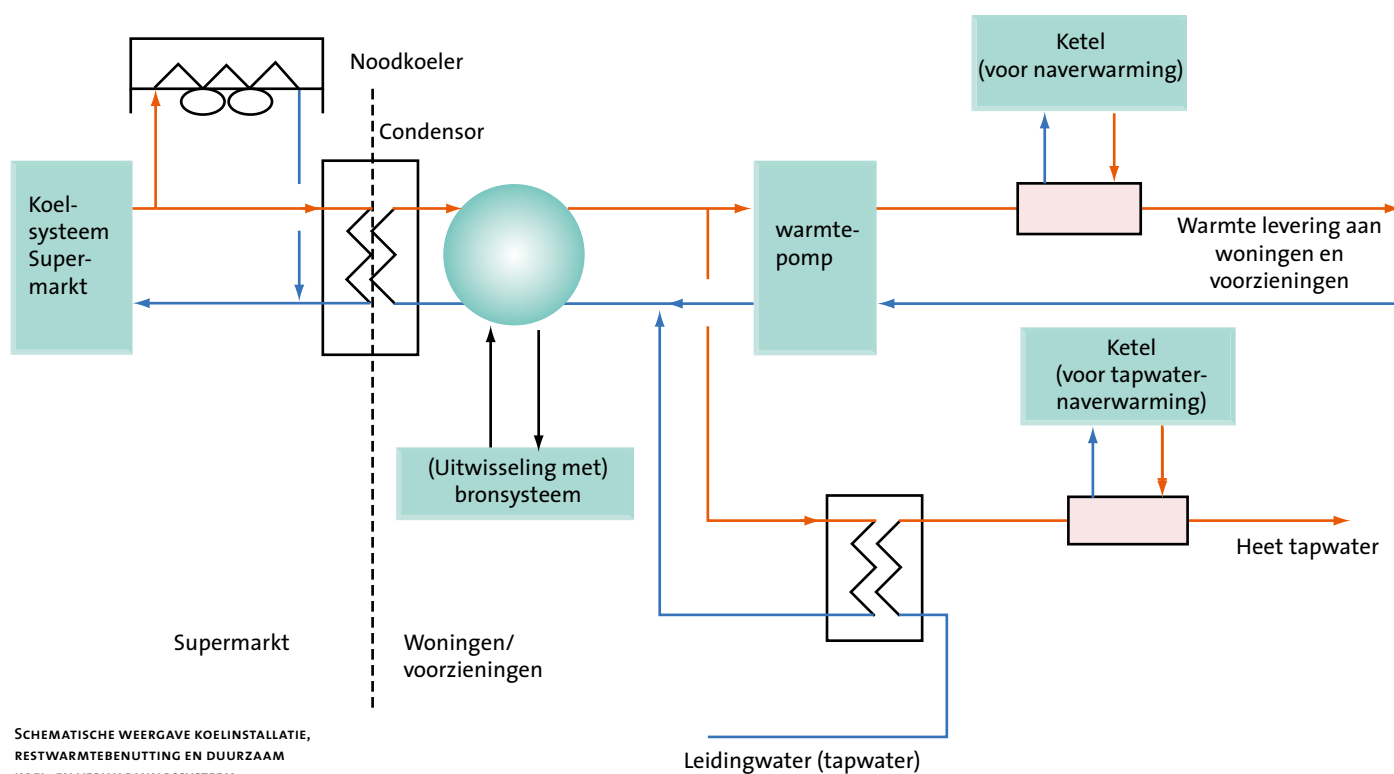 Ketel
(voor naverwarming)
Noodkoeler
Condensor
Koel-
systeem
Super-
markt
warmte-
pomp
Warmte levering aan
woningen en
voorzieningen
Ketel
(voor tapwater-
naverwarming)
(Uitwisseling met)
bronsysteem
Heet tapwater
Supermarkt
Woningen/
voorzieningen
Schematische weergave koelinstallatie,
restwarmtebenutting en duurzaam
Leidingwater (tapwater)